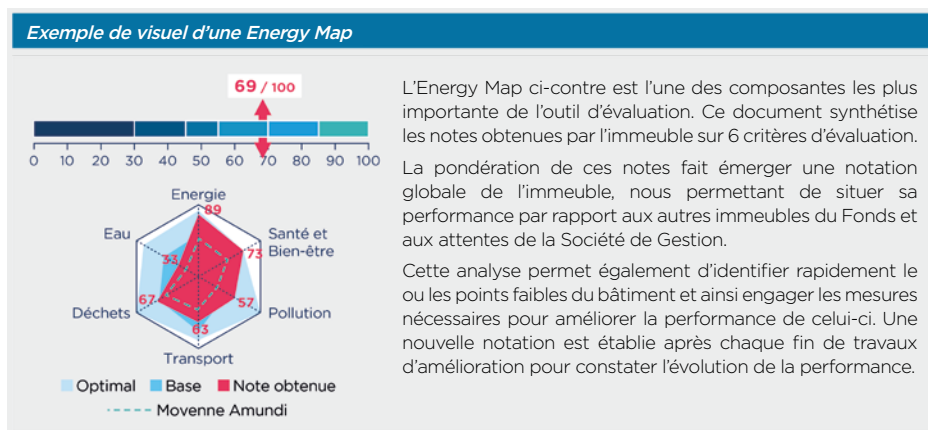 Exemple de visuel d'une Energy Map
69 / 100
0 10 20 30 40 50 60 70 80 90 100
Energie
89
Eau
Santé et
Bien-être
33
73
67
57
Déchets
Pollution
63
Transport
Optimal Base Note obtenue
Movenne Amundi
L'Energy Map ci-contre est l'une des composantes les plus
importante de l'outil d'évaluation. Ce document synthétise
les notes obtenues par l'immeuble sur 6 critères d'évaluation.
La pondération de ces notes fait émerger une notation
globale de l'immeuble, nous permettant de situer sa
performance par rapport aux autres immeubles du Fonds et
aux attentes de la Société de Gestion.
Cette analyse permet également d'identifier rapidement le
ou les points faibles du bâtiment et ainsi engager les mesures
nécessaires pour améliorer la performance de celui-ci. Une
nouvelle notation est établie après chaque fin de travaux
d'amélioration pour constater l'évolution de la performance.